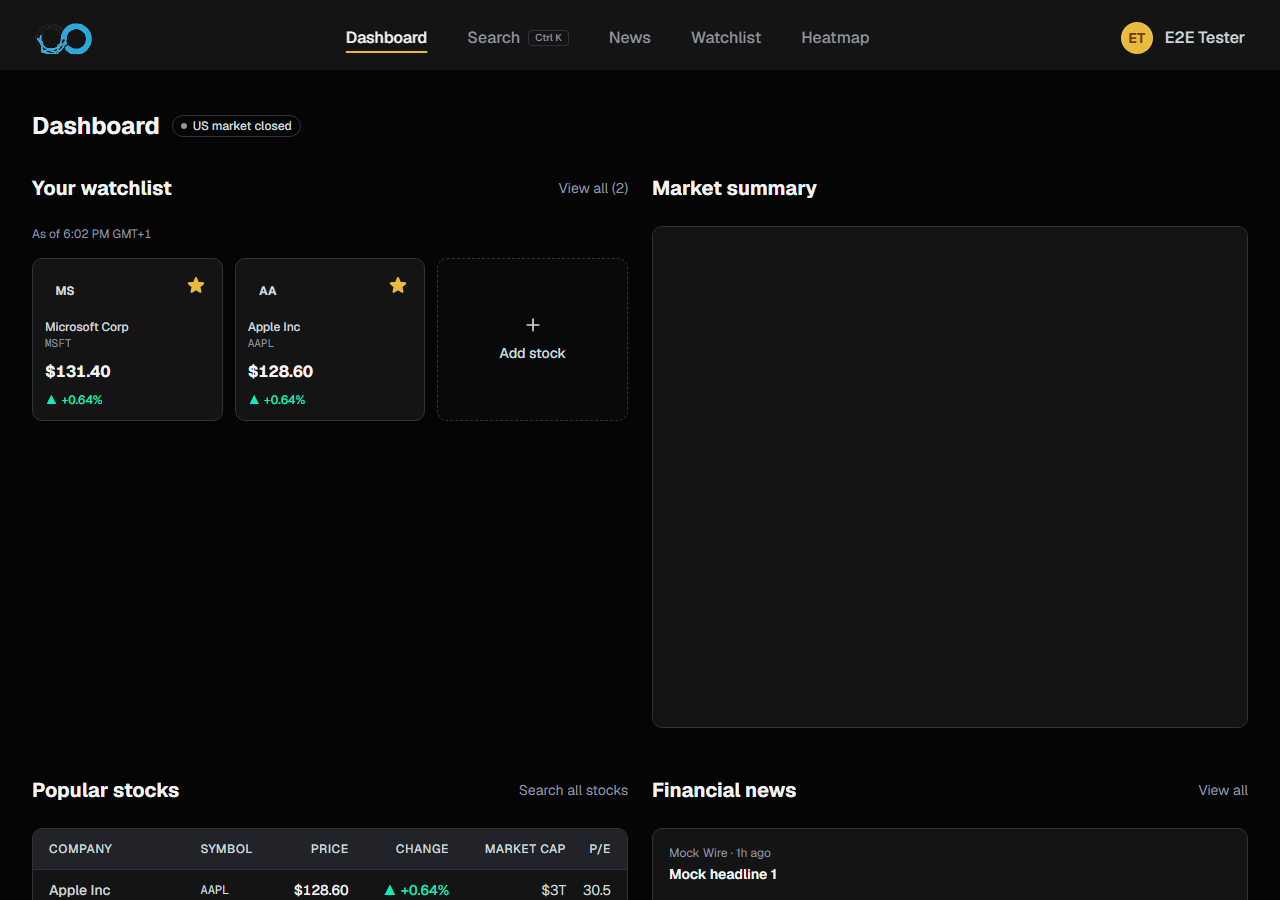 Dashboard
Search Ctrl K
News
Watchlist
Heatmap
ET
E2E Tester
Dashboard
US market closed
Your watchlist
View all (2)
As of 6:02 PM GMT+1
MS
Microsoft Corp
MSFT
$131.40
▲ +0.64%
AA
Apple Inc
AAPL
$128.60
▲ +0.64%
+
Add stock
Market summary
Popular stocks
Search all stocks
COMPANY SYMBOL PRICE CHANGE MARKET CAP P/E
Apple Inc AAPL $128.60 ▲ +0.64% $3T 30.5
Financial news
View all
Mock Wire · 1h ago
Mock headline 1